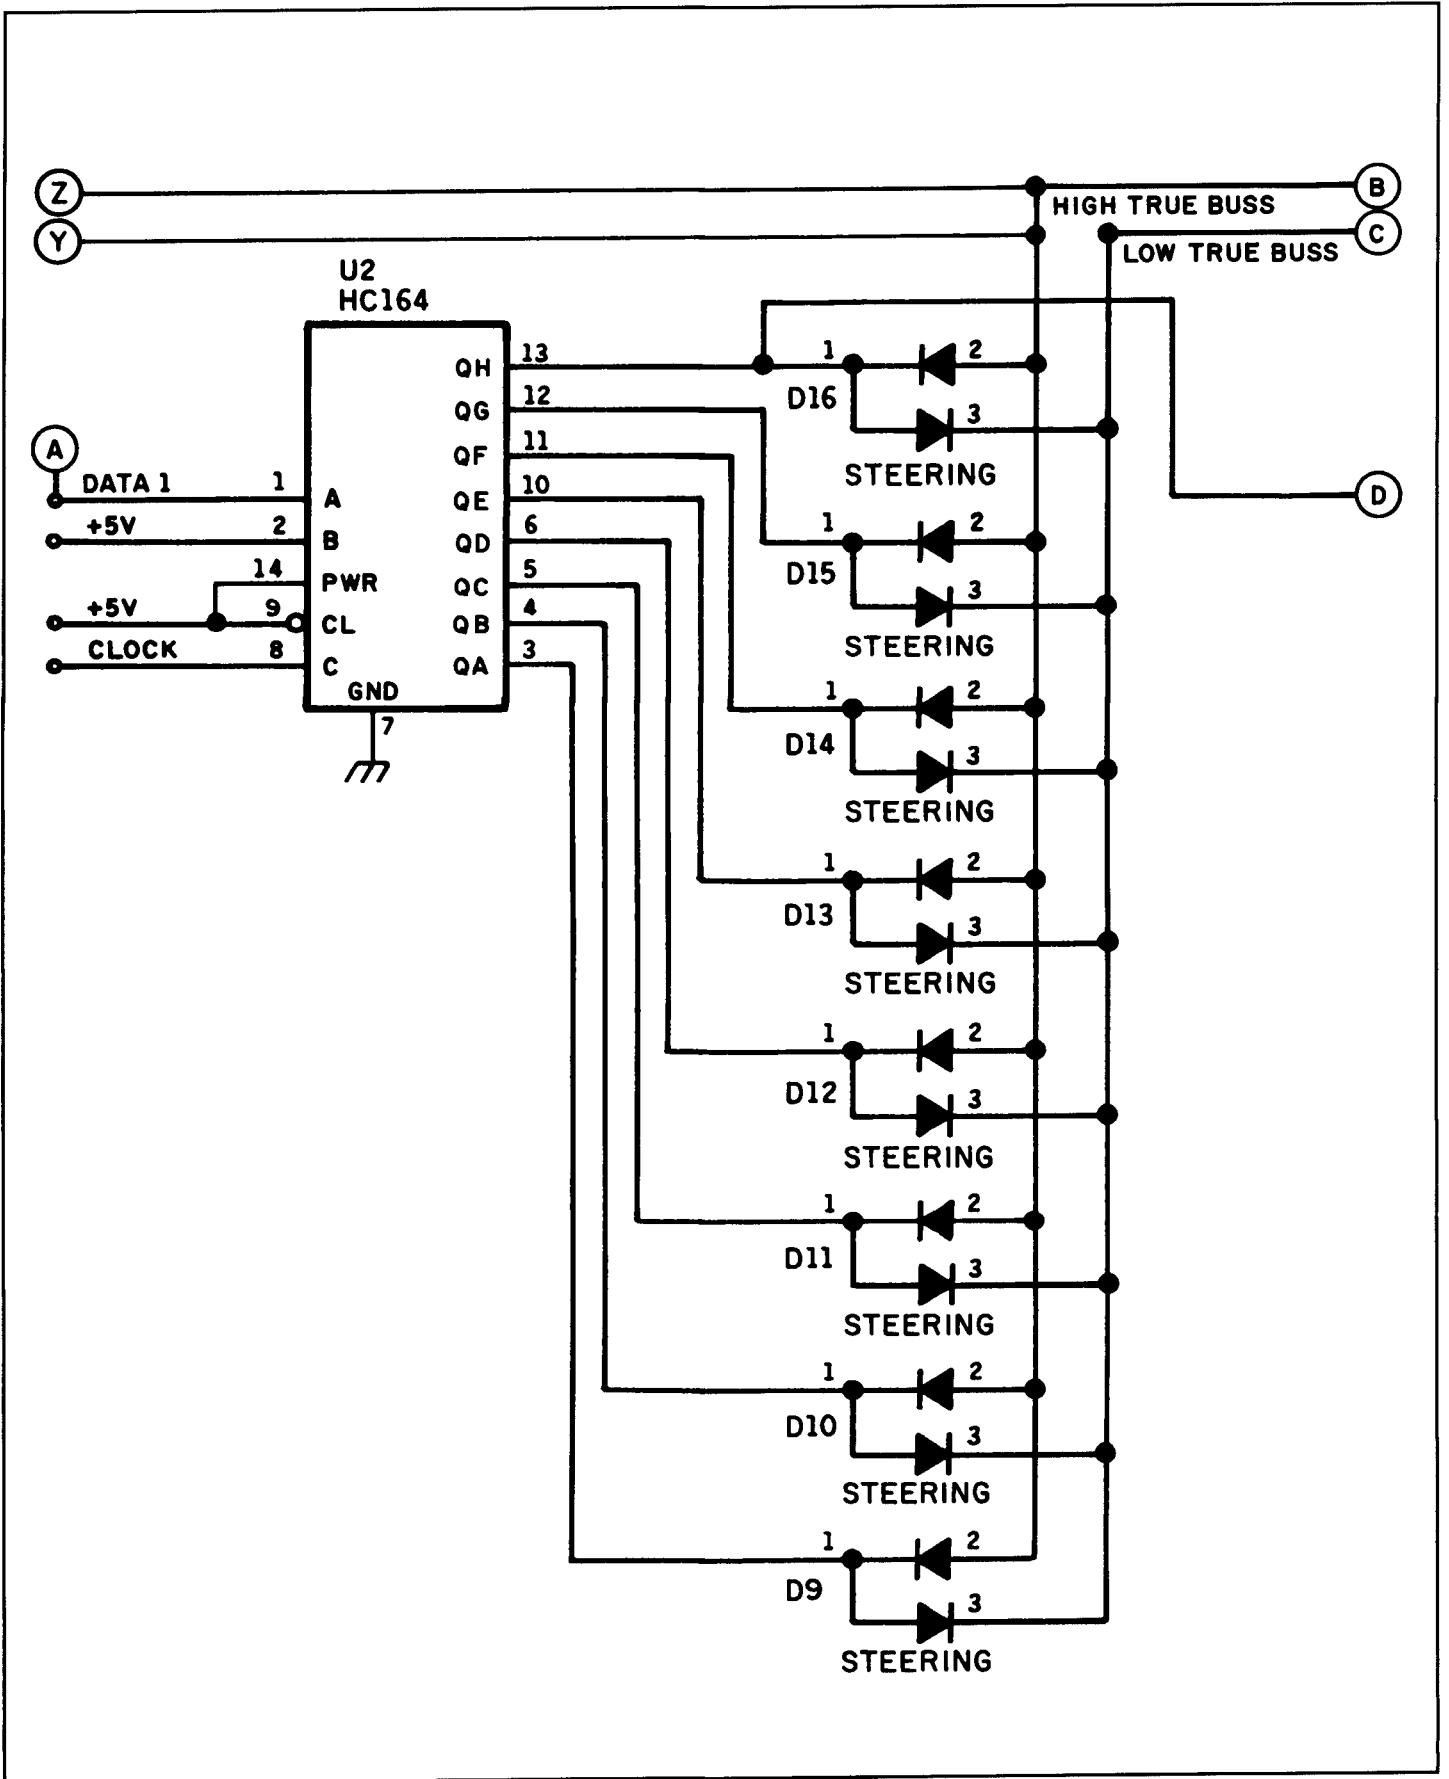 Z
B
HIGH TRUE BUSS
Y
C
LOW TRUE BUSS
U2
HC164
QH 13
1 2
D16
3
STEERING
QG 12
QF 11
A
DATA 1 1 A
QE 10
D
+5V 2 B
QD 6
1 2
D15
3
STEERING
14 PWR
QC 5
+5V 9 CL
QB 4
CLOCK 8 C
QA 3
GND
7
1 2
D14
3
STEERING
1 2
D13
3
STEERING
1 2
D12
3
STEERING
1 2
D11
3
STEERING
1 2
D10
3
STEERING
1 2
D9
3
STEERING